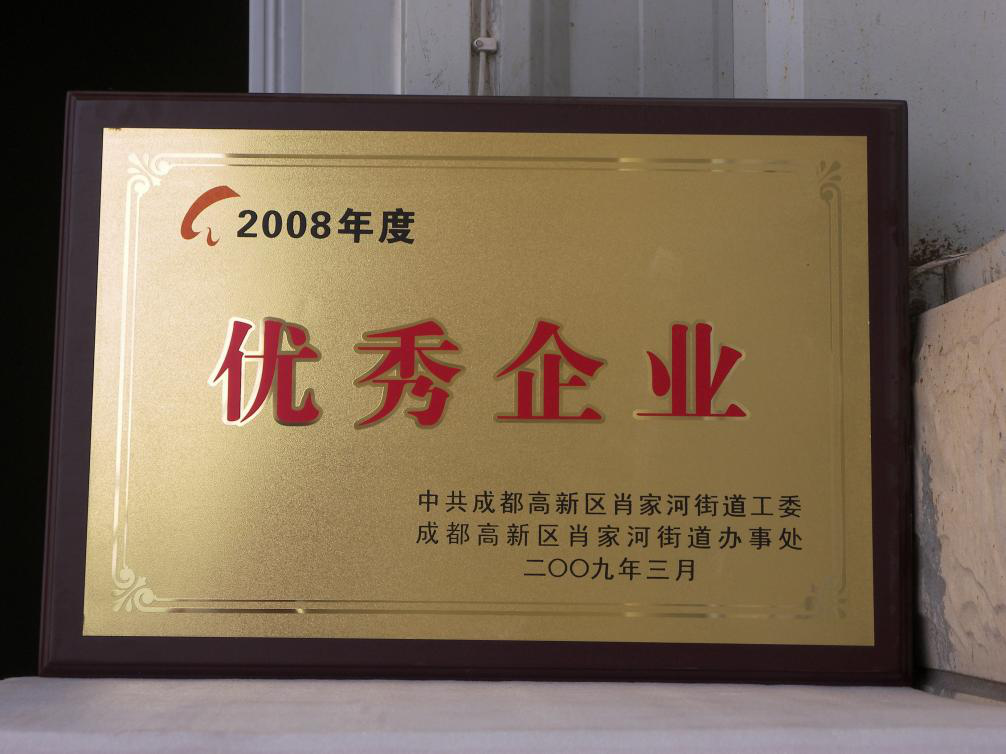 2008年度
优秀企业
中共成都高新区肖家河街道工委
成都高新区肖家河街道办事处
二〇〇九年三月